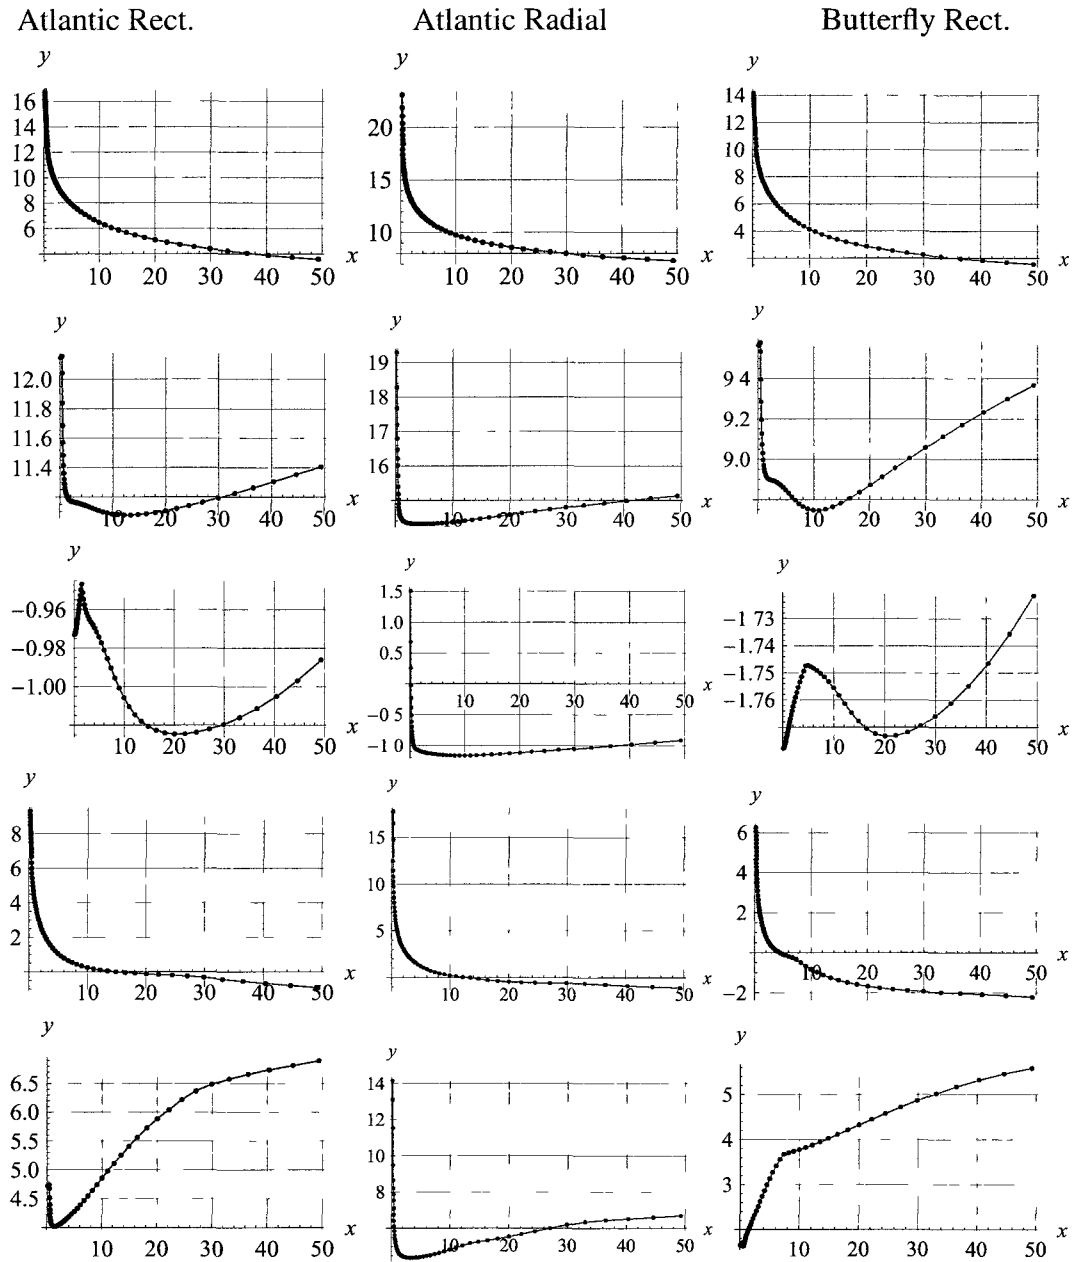 Atlantic Rect. Atlantic Radial Butterfly Rect.
y y y
16 14 12 10 8 6 10 20 30 40 50 x
20 15 10 10 20 30 40 50 x
14 12 10 8 6 4 10 20 30 40 50 x
y y y
12.0 11.8 11.6 11.4 10 20 30 40 50 x
19 18 17 16 10 20 30 40 50 x
9 4 9.2 9.0 10 20 30 40 50 x
y y y
−0.96 −0.98 −1.00 10 20 30 40 50 x
1.5 1.0 0.5 −0.5 −1 0 10 20 30 40 50 x
−1 73 −1.74 −1.75 −1.76 10 20 30 40 50 x
y y y
8 6 4 2 10 20 30 40 50 x
15 10 5 10 20 30 40 50 x
6 4 2 −2 10 20 30 40 50 x
y y y
6.5 6.0 5.5 5.0 4.5 10 20 30 40 50 x
14 12 10 8 10 20 30 40 50 x
5 4 3 10 20 30 40 50 x